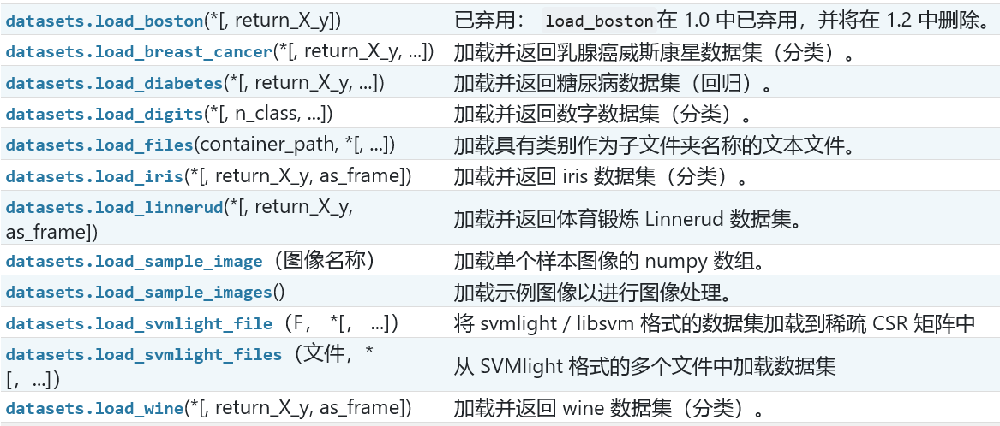 datasets.load_boston(*[, return_X_y]) 已弃用： load_boston在 1.0 中已弃用，并将在 1.2 中删除。
datasets.load_breast_cancer(*[, return_X_y, ...]) 加载并返回乳腺癌威斯康星数据集（分类）。
datasets.load_diabetes(*[, return_X_y, ...]) 加载并返回糖尿病数据集（回归）。
datasets.load_digits(*[, n_class, ...]) 加载并返回数字数据集（分类）。
datasets.load_files(container_path, *[, ...]) 加载具有类别作为子文件夹名称的文本文件。
datasets.load_iris(*[, return_X_y, as_frame]) 加载并返回 iris 数据集（分类）。
datasets.load_linnerud(*[, return_X_y,
as_frame]) 加载并返回体育锻炼 Linnerud 数据集。
datasets.load_sample_image（图像名称） 加载单个样本图像的 numpy 数组。
datasets.load_sample_images() 加载示例图像以进行图像处理。
datasets.load_svmlight_file（F， *[， ...]） 将 svmlight / libsvm 格式的数据集加载到稀疏 CSR 矩阵中
datasets.load_svmlight_files（文件，*
[，...]） 从 SVMlight 格式的多个文件中加载数据集
datasets.load_wine(*[, return_X_y, as_frame]) 加载并返回 wine 数据集（分类）。